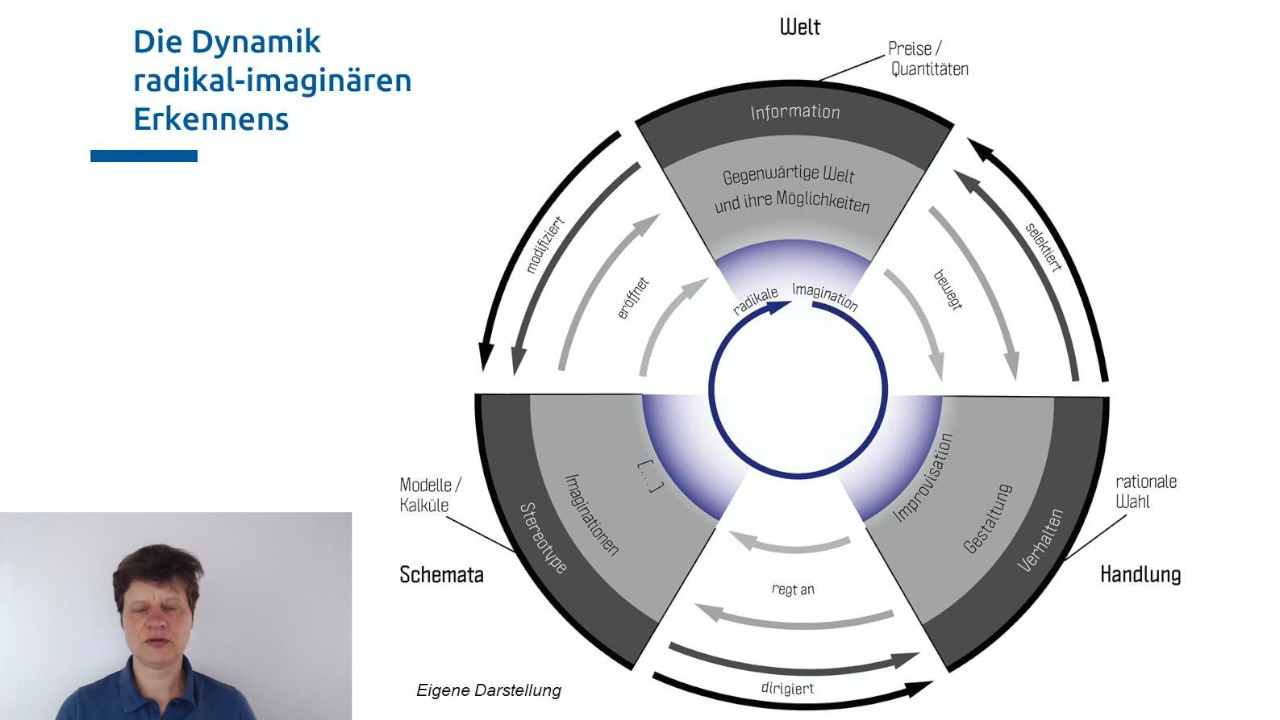 Die Dynamik
radikal-imaginären
Erkennens
Welt
Preise /
Quantitäten
Information
Gegenwärtige Welt
und ihre Möglichkeiten
modifiziert
eröffnet
radikale Imagination
bewegt
selektiert
Modelle /
Kalküle
Schemata
Stereotype
Imaginationen
[....]
Improvisation
Gestaltung
Verhalten
rationale
Wahl
Handlung
regt an
dirigiert
Eigene Darstellung